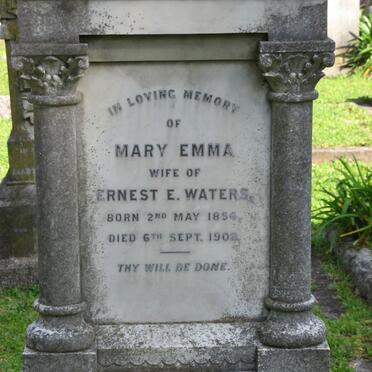 IN LOVING MEMORY
OF
MARY EMMA
WIFE OF
ERNEST E. WATERS,
BORN 2ND MAY 1854,
DIED 6TH SEPT. 1902.
THY WILL BE DONE.